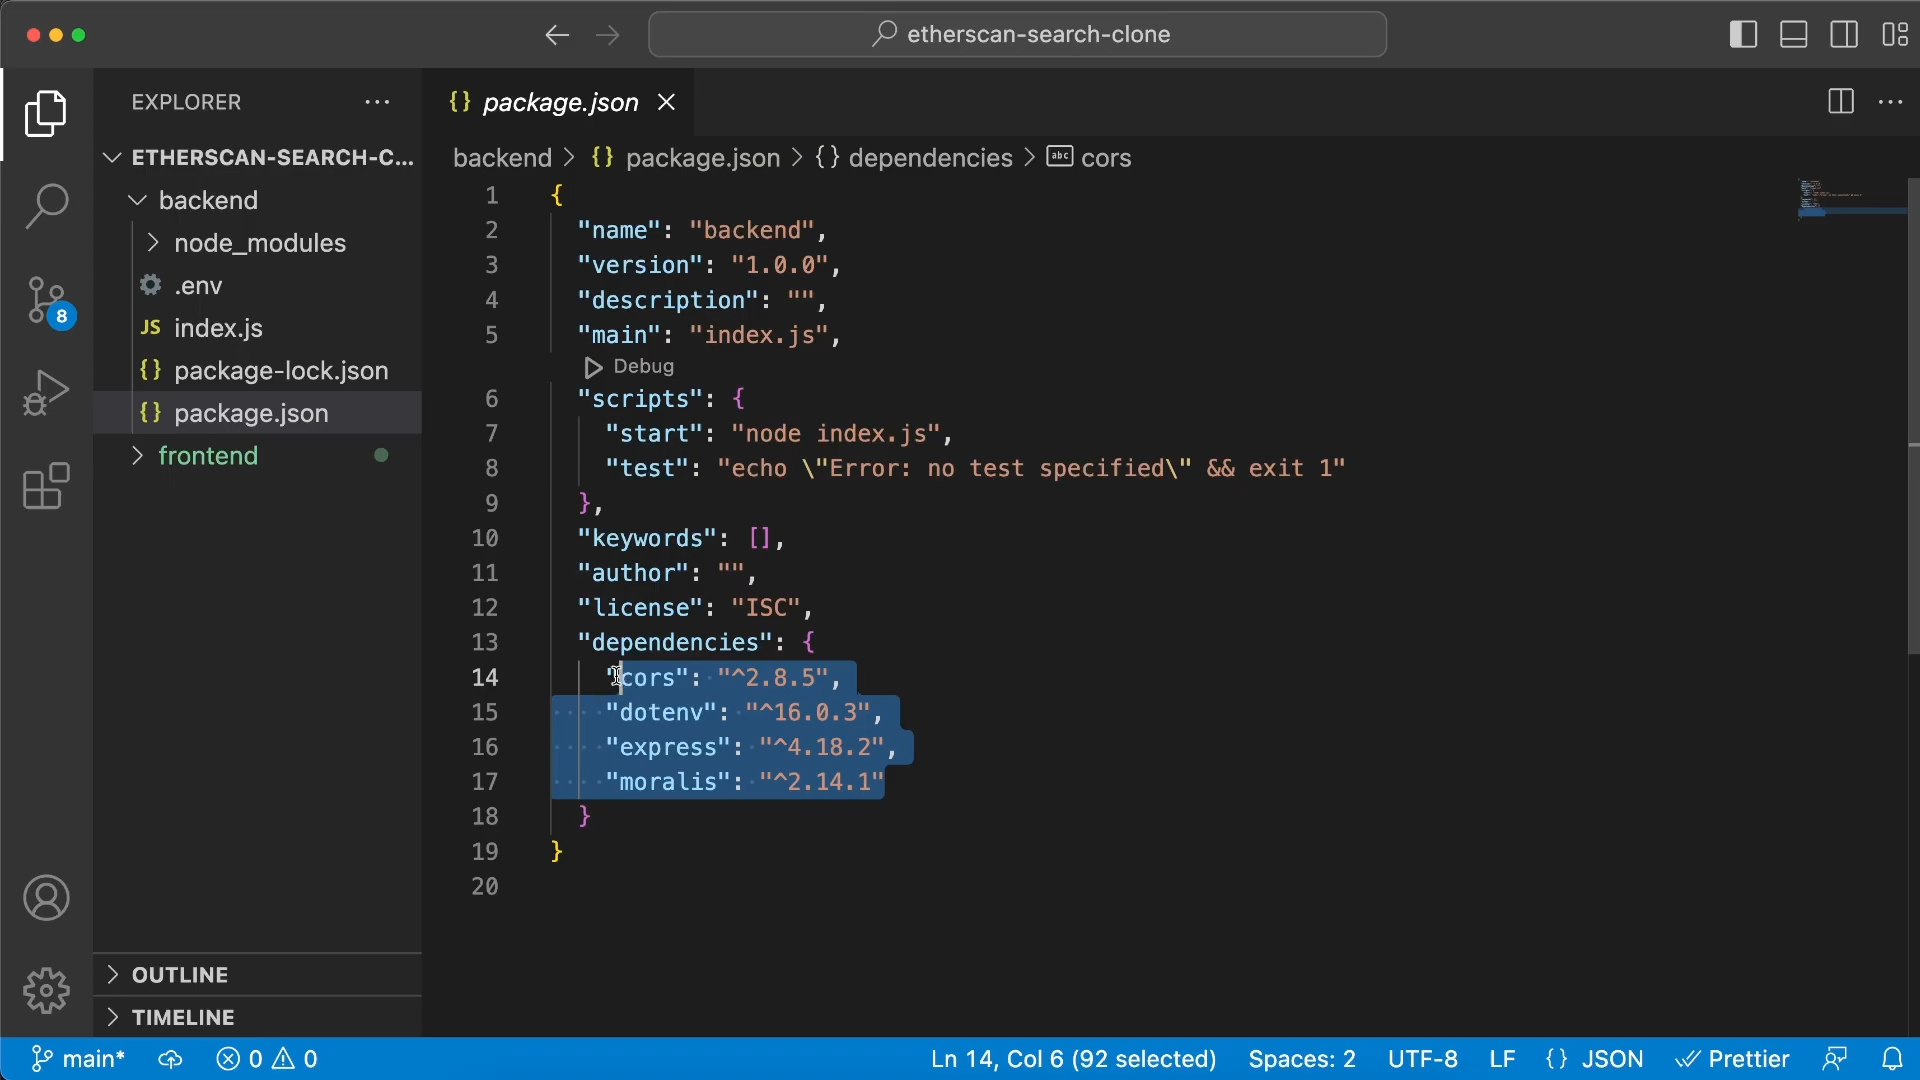 etherscan-search-clone
EXPLORER
ETHERSCAN-SEARCH-C...
backend
node_modules
.env
JS index.js
{} package-lock.json
{} package.json
frontend
OUTLINE
TIMELINE
8
{} package.json
backend > {} package.json > {} dependencies > abc cors
1 {
2 "name": "backend",
3 "version": "1.0.0",
4 "description": "",
5 "main": "index.js",
Debug
6 "scripts": {
7 "start": "node index.js",
8 "test": "echo \"Error: no test specified\" && exit 1"
9 },
10 "keywords": [],
11 "author": "",
12 "license": "ISC",
13 "dependencies": {
14 "cors": "^2.8.5",
15 "dotenv": "^16.0.3",
16 "express": "^4.18.2",
17 "moralis": "^2.14.1"
18 }
19 }
20
main* 0 0 Ln 14, Col 6 (92 selected) Spaces: 2 UTF-8 LF {} JSON Prettier